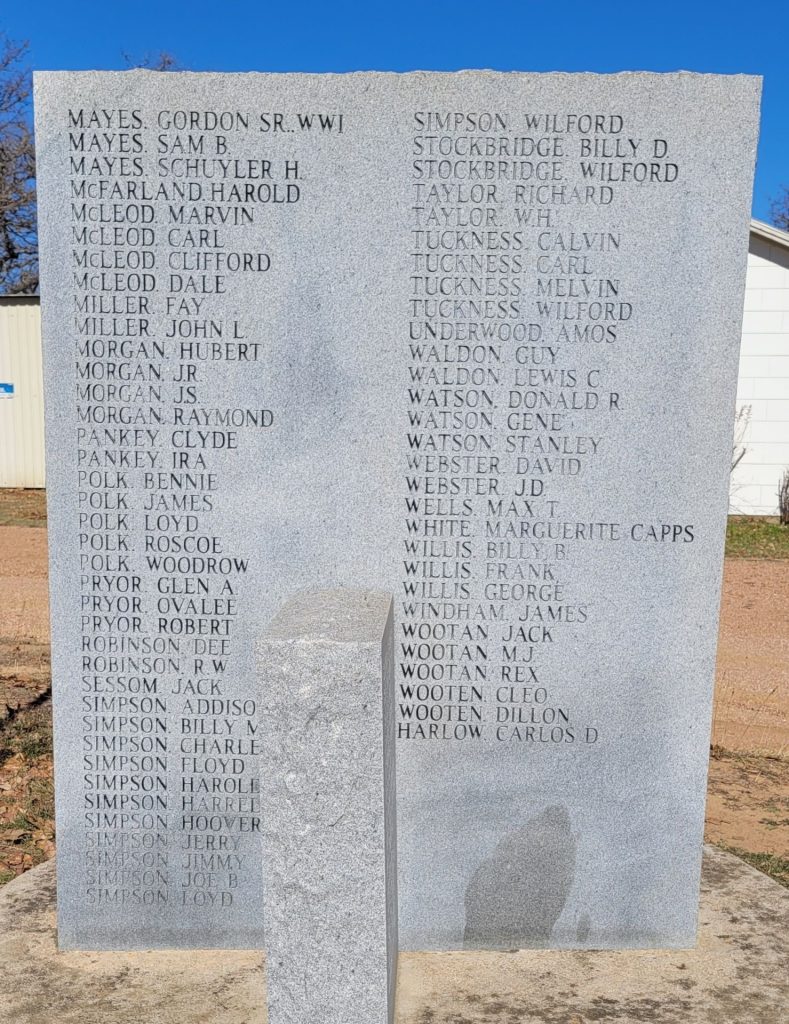 MAYES, GORDON SR., WWI
MAYES, SAM B.
MAYES, SCHUYLER H.
McFARLAND, HAROLD
McLEOD, MARVIN
McLEOD, CARL
McLEOD, CLIFFORD
McLEOD, DALE
MILLER, FAY
MILLER, JOHN L.
MORGAN, HUBERT
MORGAN, J.R.
MORGAN, J.S.
MORGAN, RAYMOND
PANKEY, CLYDE
PANKEY, IRA
POLK, BENNIE
POLK, JAMES
POLK, LOYD
POLK, ROSCOE
POLK, WOODROW
PRYOR, GLEN A.
PRYOR, OVALEE
PRYOR, ROBERT
ROBINSON, DEE
ROBINSON, R.W.
SESSOM, JACK
SIMPSON, ADDISO
SIMPSON, BILLY M
SIMPSON, CHARLE
SIMPSON, FLOYD
SIMPSON, HAROL
SIMPSON, HARREL
SIMPSON, HOOVER
SIMPSON, JERRY
SIMPSON, JIMMY
SIMPSON, JOE B.
SIMPSON, LOYD
SIMPSON, WILFORD
STOCKBRIDGE, BILLY D.
STOCKBRIDGE, WILFORD
TAYLOR, RICHARD
TAYLOR, W.H.
TUCKNESS, CALVIN
TUCKNESS, CARL
TUCKNESS, MELVIN
TUCKNESS, WILFORD
UNDERWOOD, AMOS
WALDON, GUY
WALDON, LEWIS C.
WATSON, DONALD R.
WATSON, GENE
WATSON, STANLEY
WEBSTER, DAVID
WEBSTER, J.D.
WELLS, MAX T.
WHITE, MARGUERITE CAPPS
WILLIS, BILLY, B.
WILLIS, FRANK
WILLIS, GEORGE
WINDHAM, JAMES
WOOTAN, JACK
WOOTAN, M.J.
WOOTAN, REX
WOOTEN, CLEO
WOOTEN, DILLON
HARLOW, CARLOS D.